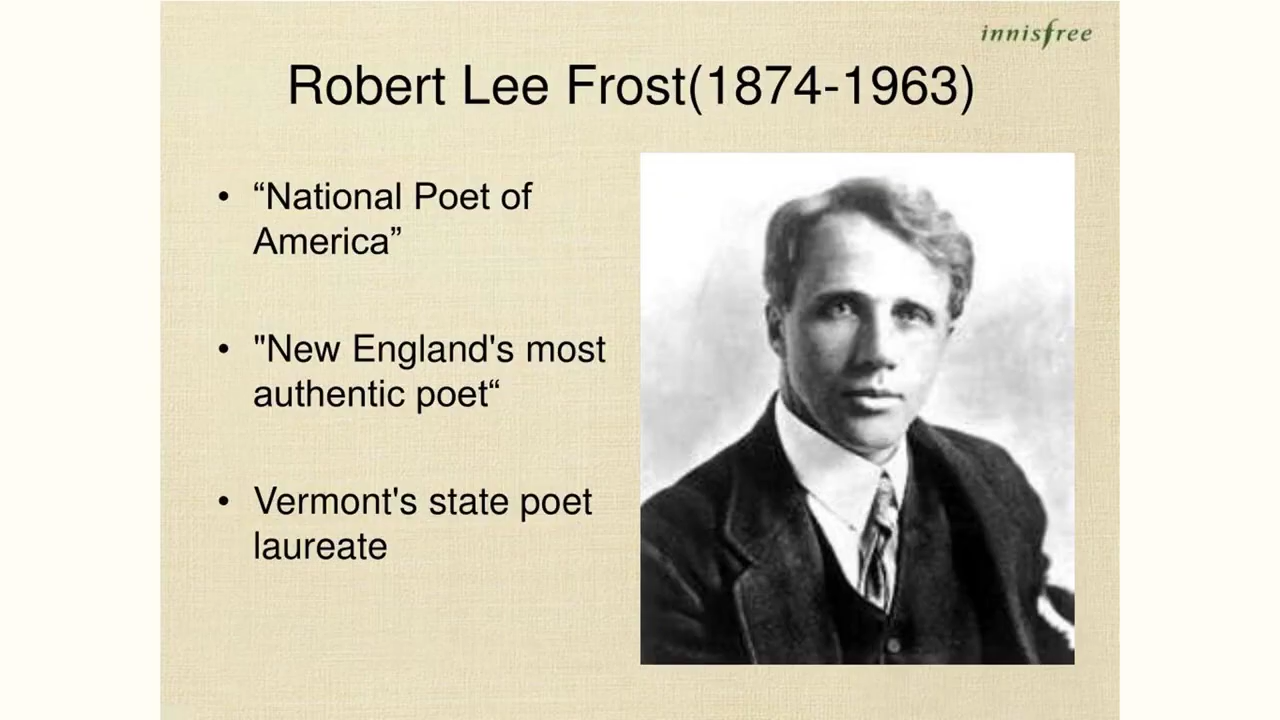 innisfree
Robert Lee Frost(1874-1963)
• “National Poet of
America”
• "New England's most
authentic poet“
• Vermont's state poet
laureate